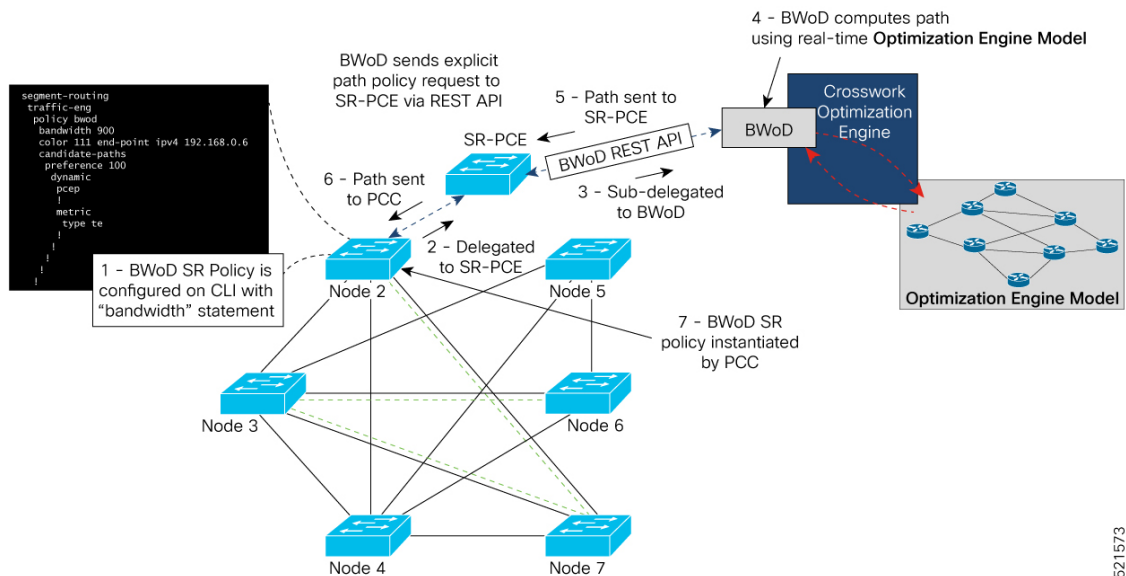 4 - BWoD computes path
using real-time Optimization Engine Model
BWoD sends explicit
path policy request to
SR-PCE via REST API
segment-routing
traffic-eng
policy bwod
bandwidth 900
color 111 end-point ipv4 192.168.0.6
candidate-paths
preference 100
dynamic
pcep
!
metric
type te
!
!
!
!
!
5 - Path sent to
SR-PCE
Crosswork
Optimization
Engine
BWoD
SR-PCE
BWoD REST API
6 - Path sent
to PCC
3 - Sub-delegated
to BWoD
2 - Delegated
to SR-PCE
1 - BWoD SR Policy is
configured on CLI with
“bandwidth” statement
Optimization Engine Model
Node 2
Node 5
7 - BWoD SR
policy instantiated
by PCC
Node 3
Node 6
Node 4
Node 7
521573